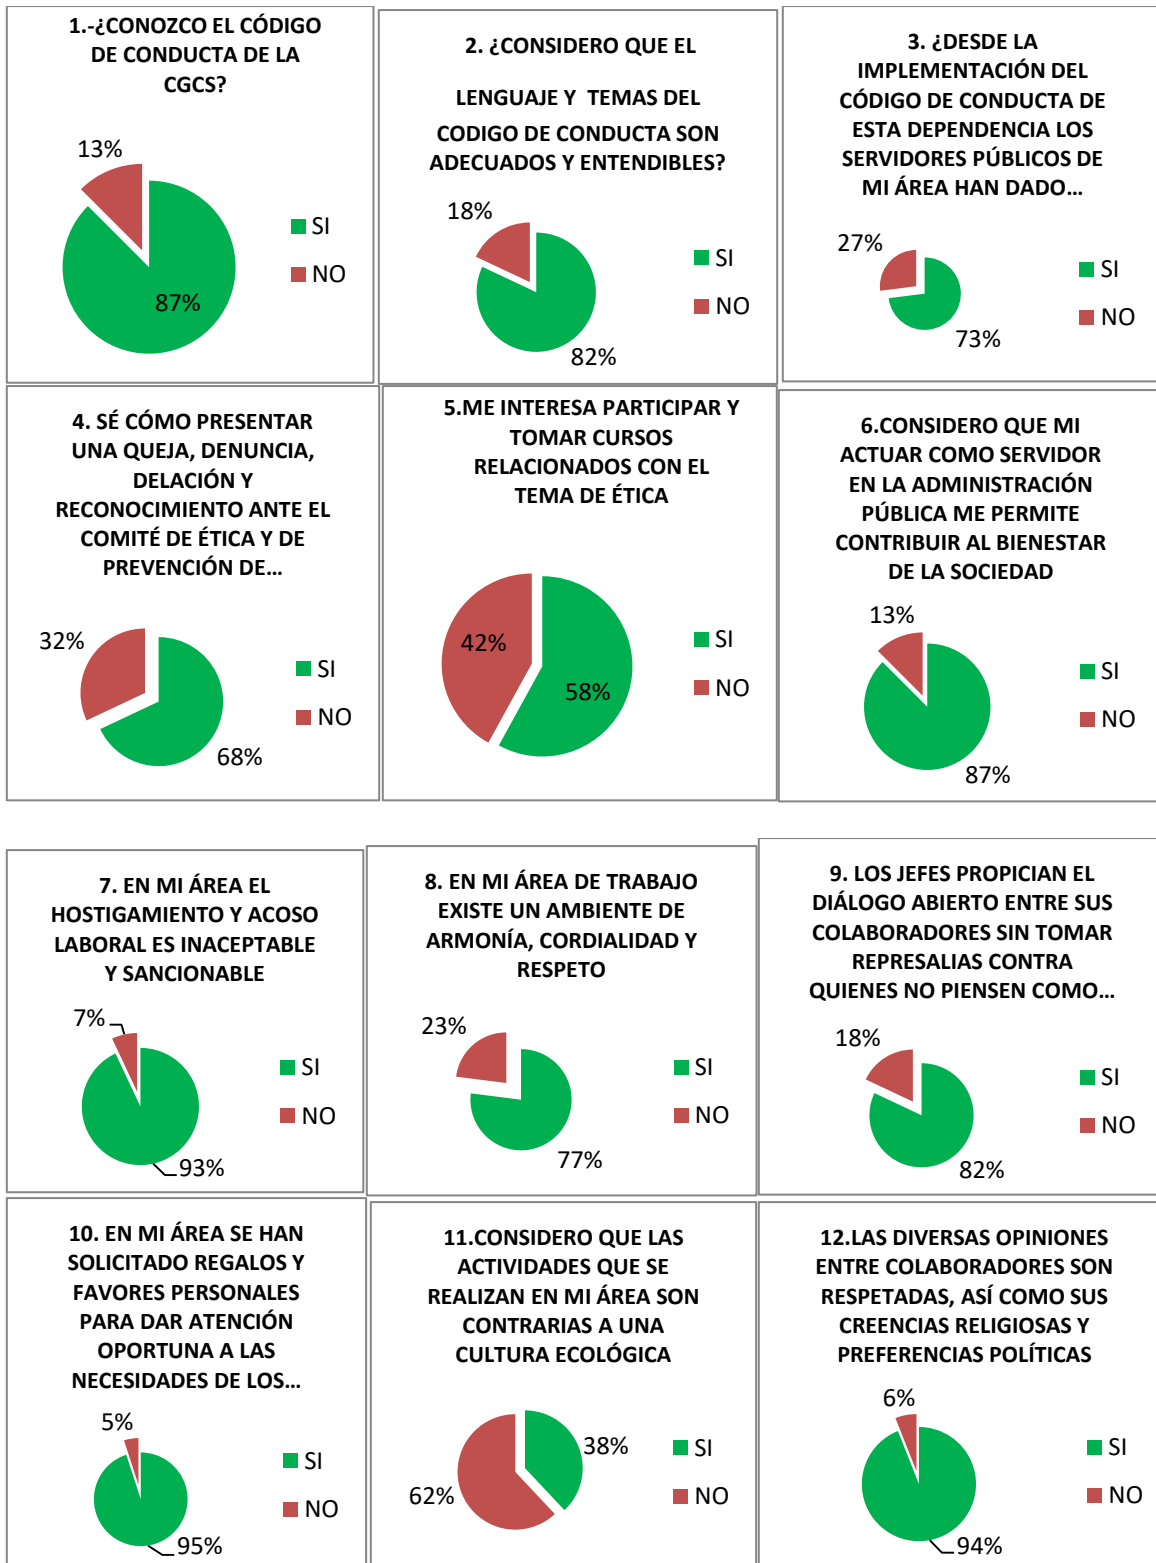 1.-¿CONOZCO EL CÓDIGO
DE CONDUCTA DE LA
CGCS?
13%
87%
SI
NO
2. ¿CONSIDERO QUE EL
LENGUAJE Y TEMAS DEL
CODIGO DE CONDUCTA SON
ADECUADOS Y ENTENDIBLES?
18%
82%
SI
NO
3. ¿DESDE LA
IMPLEMENTACIÓN DEL
CÓDIGO DE CONDUCTA DE
ESTA DEPENDENCIA LOS
SERVIDORES PÚBLICOS DE
MI ÁREA HAN DADO…
27%
73%
SI
NO
4. SÉ CÓMO PRESENTAR
UNA QUEJA, DENUNCIA,
DELACIÓN Y
RECONOCIMIENTO ANTE EL
COMITÉ DE ÉTICA Y DE
PREVENCIÓN DE…
32%
68%
SI
NO
5.ME INTERESA PARTICIPAR Y
TOMAR CURSOS
RELACIONADOS CON EL
TEMA DE ÉTICA
42%
58%
SI
NO
6.CONSIDERO QUE MI
ACTUAR COMO SERVIDOR
EN LA ADMINISTRACIÓN
PÚBLICA ME PERMITE
CONTRIBUIR AL BIENESTAR
DE LA SOCIEDAD
13%
87%
SI
NO
7. EN MI ÁREA EL
HOSTIGAMIENTO Y ACOSO
LABORAL ES INACEPTABLE
Y SANCIONABLE
7%
93%
SI
NO
8. EN MI ÁREA DE TRABAJO
EXISTE UN AMBIENTE DE
ARMONÍA, CORDIALIDAD Y
RESPETO
23%
77%
SI
NO
9. LOS JEFES PROPICIAN EL
DIÁLOGO ABIERTO ENTRE SUS
COLABORADORES SIN TOMAR
REPRESALIAS CONTRA
QUIENES NO PIENSEN COMO…
18%
82%
SI
NO
10. EN MI ÁREA SE HAN
SOLICITADO REGALOS Y
FAVORES PERSONALES
PARA DAR ATENCIÓN
OPORTUNA A LAS
NECESIDADES DE LOS…
5%
95%
SI
NO
11.CONSIDERO QUE LAS
ACTIVIDADES QUE SE
REALIZAN EN MI ÁREA SON
CONTRARIAS A UNA
CULTURA ECOLÓGICA
38%
62%
SI
NO
12.LAS DIVERSAS OPINIONES
ENTRE COLABORADORES SON
RESPETADAS, ASÍ COMO SUS
CREENCIAS RELIGIOSAS Y
PREFERENCIAS POLÍTICAS
6%
94%
SI
NO